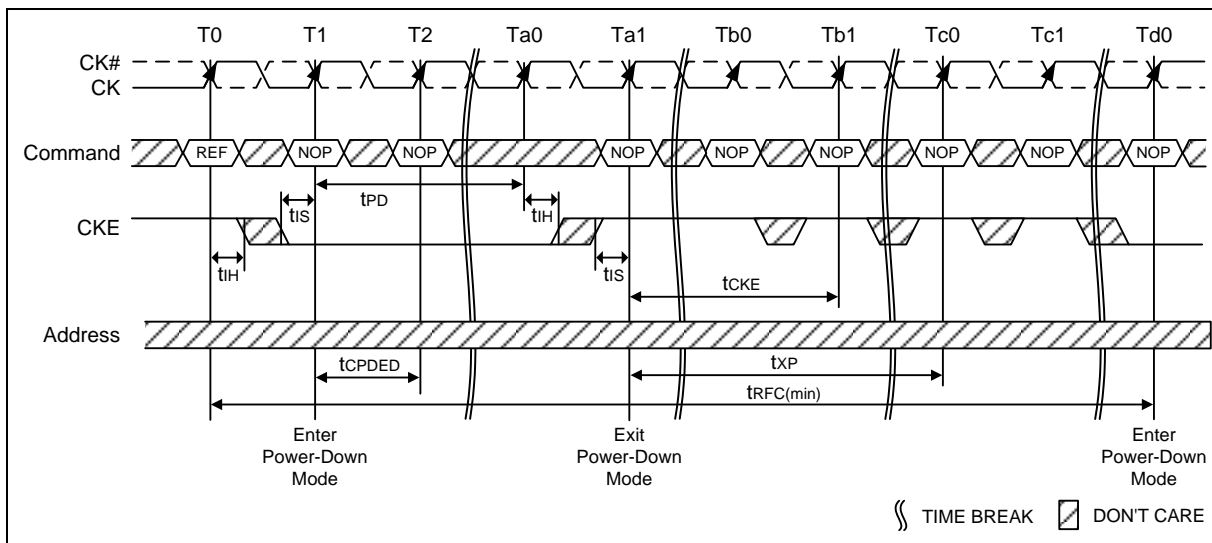 T0 T1 T2 Ta0 Ta1 Tb0 Tb1 Tc0 Tc1 Td0
CK#
CK
Command REF NOP NOP NOP NOP NOP NOP NOP NOP
tIS tPD tIH
CKE
tIH tIS
tCKE
Address
tCPDED tXP
tRFC(min)
Enter
Power-Down
Mode
Exit
Power-Down
Mode
Enter
Power-Down
Mode
TIME BREAK DON'T CARE